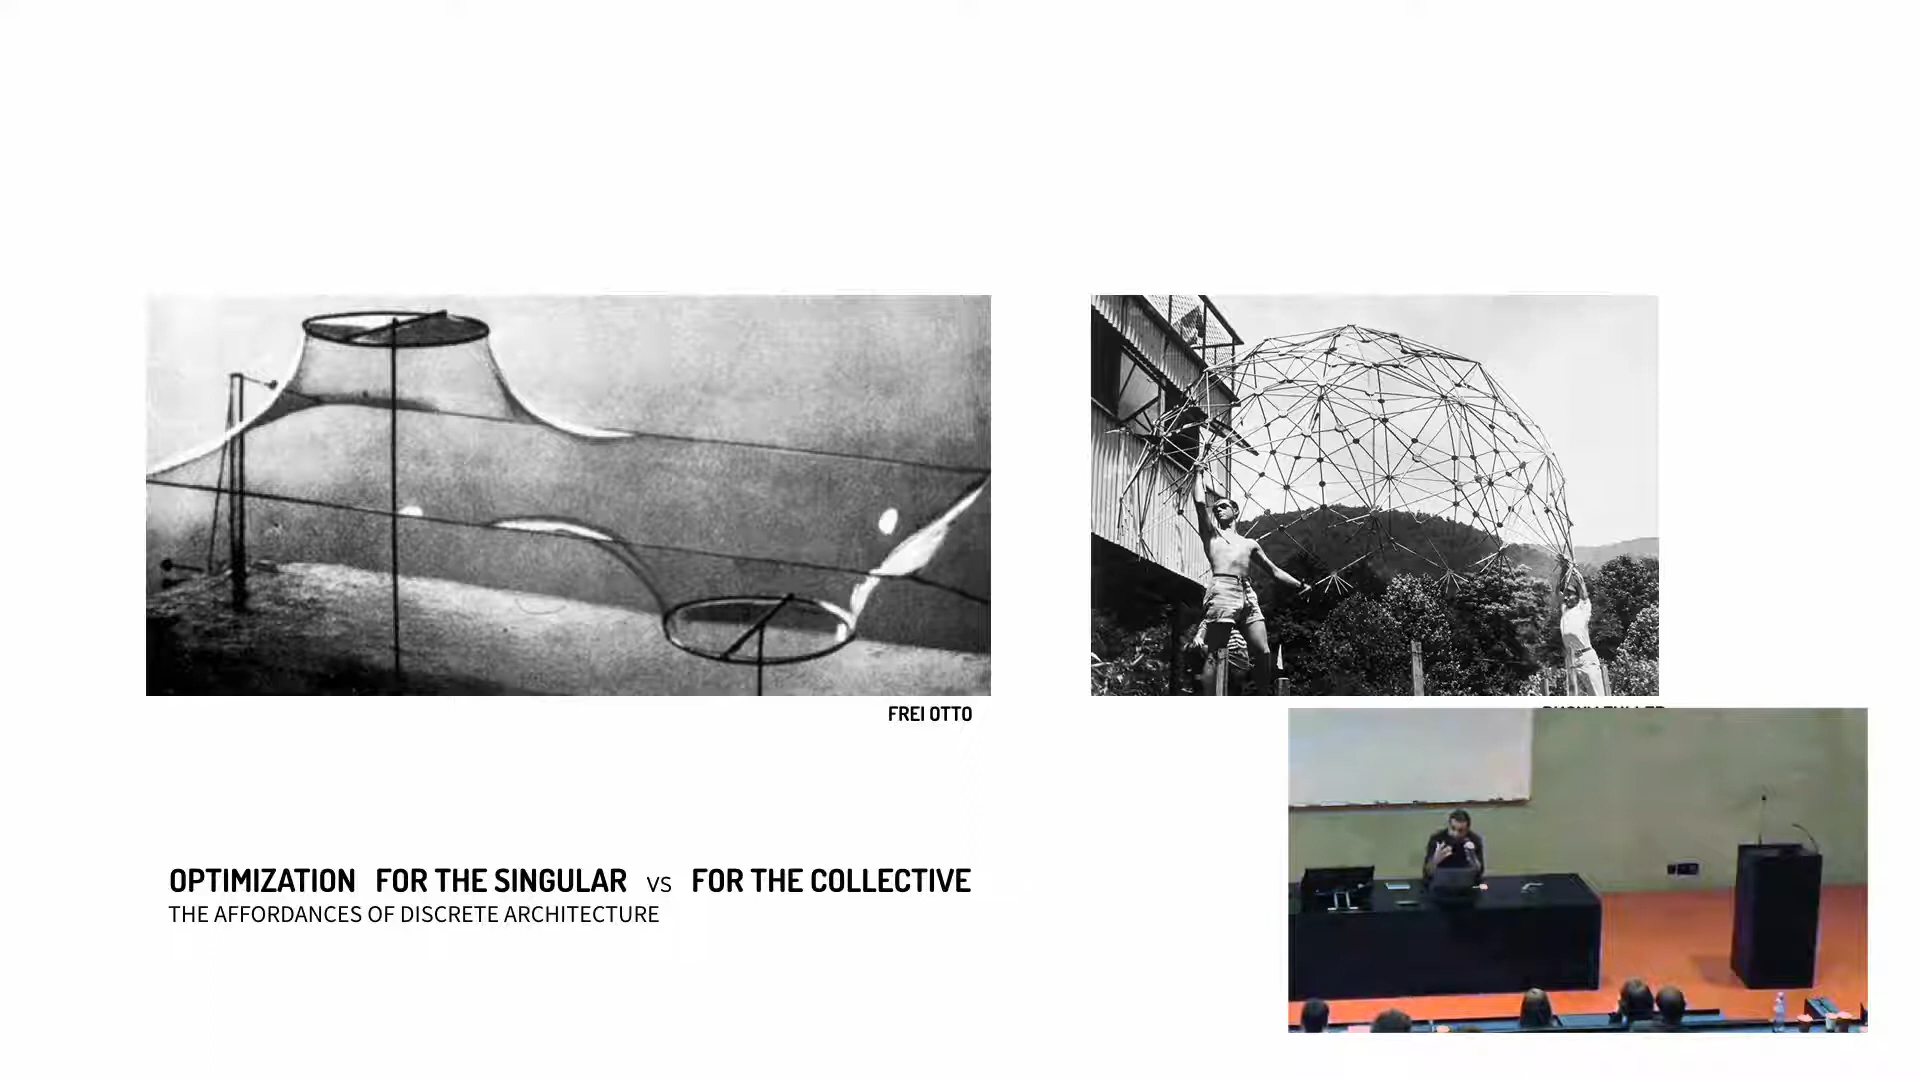 FREI OTTO
OPTIMIZATION FOR THE SINGULAR vs FOR THE COLLECTIVE
THE AFFORDANCES OF DISCRETE ARCHITECTURE